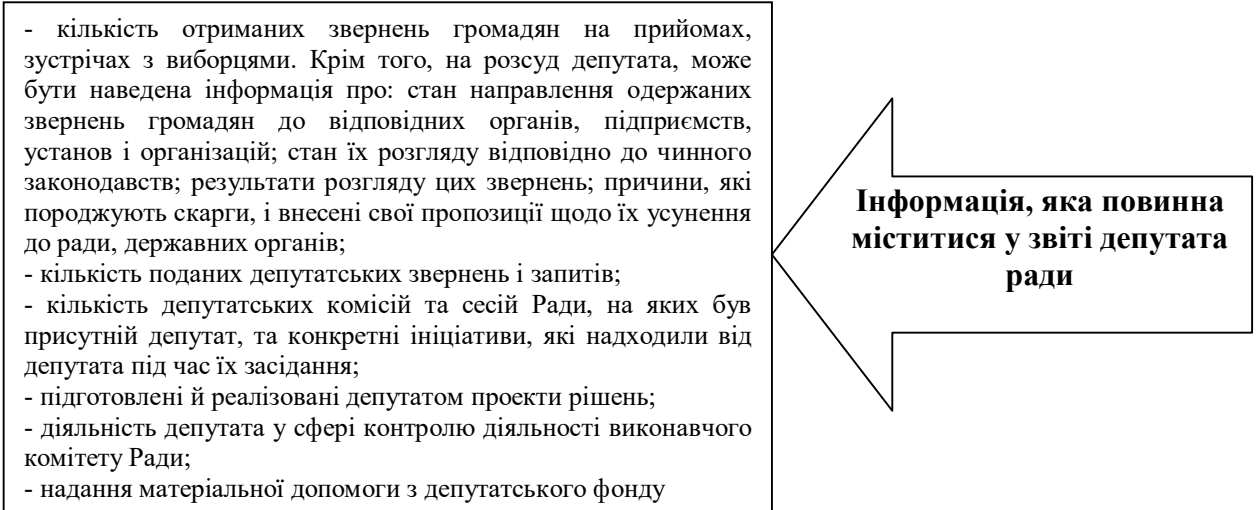 - кількість отриманих звернень громадян на прийомах,
зустрічах з виборцями. Крім того, на розсуд депутата, може
бути наведена інформація про: стан направлення одержаних
звернень громадян до відповідних органів, підприємств,
установ і організацій; стан їх розгляду відповідно до чинного
законодавств; результати розгляду цих звернень; причини, які
породжують скарги, і внесені свої пропозиції щодо їх усунення
до ради, державних органів;
- кількість поданих депутатських звернень і запитів;
- кількість депутатських комісій та сесій Ради, на яких був
присутній депутат, та конкретні ініціативи, які надходили від
депутата під час їх засідання;
- підготовлені й реалізовані депутатом проекти рішень;
- діяльність депутата у сфері контролю діяльності виконавчого
комітету Ради;
- надання матеріальної допомоги з депутатського фонду
Інформація, яка повинна
міститися у звіті депутата
ради